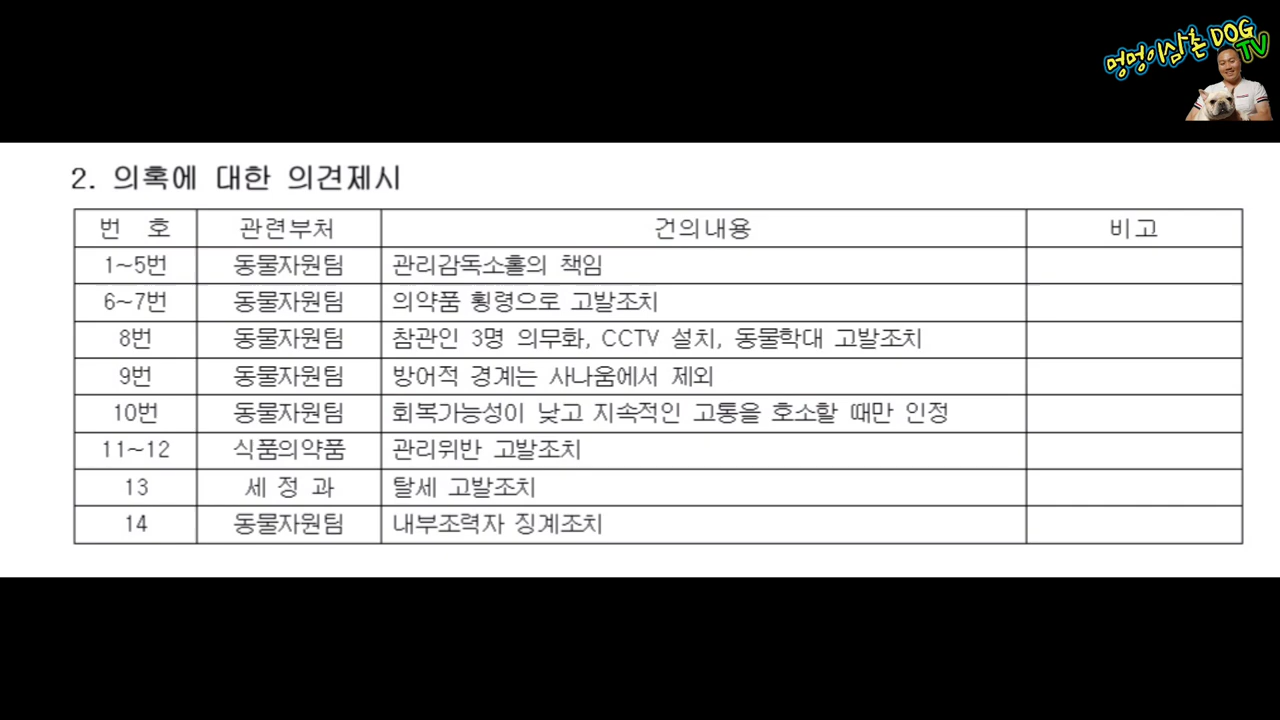 멍멍이삼촌 DOG TV
2. 의혹에 대한 의견제시
번 호 관련부처 건의내용 비고
1~5번 동물자원팀 관리감독소홀의 책임
6~7번 동물자원팀 의약품 횡령으로 고발조치
8번 동물자원팀 참관인 3명 의무화, CCTV 설치, 동물학대 고발조치
9번 동물자원팀 방어적 경계는 사나움에서 제외
10번 동물자원팀 회복가능성이 낮고 지속적인 고통을 호소할 때만 인정
11~12 식품의약품 관리위반 고발조치
13 세 정 과 탈세 고발조치
14 동물자원팀 내부조력자 징계조치